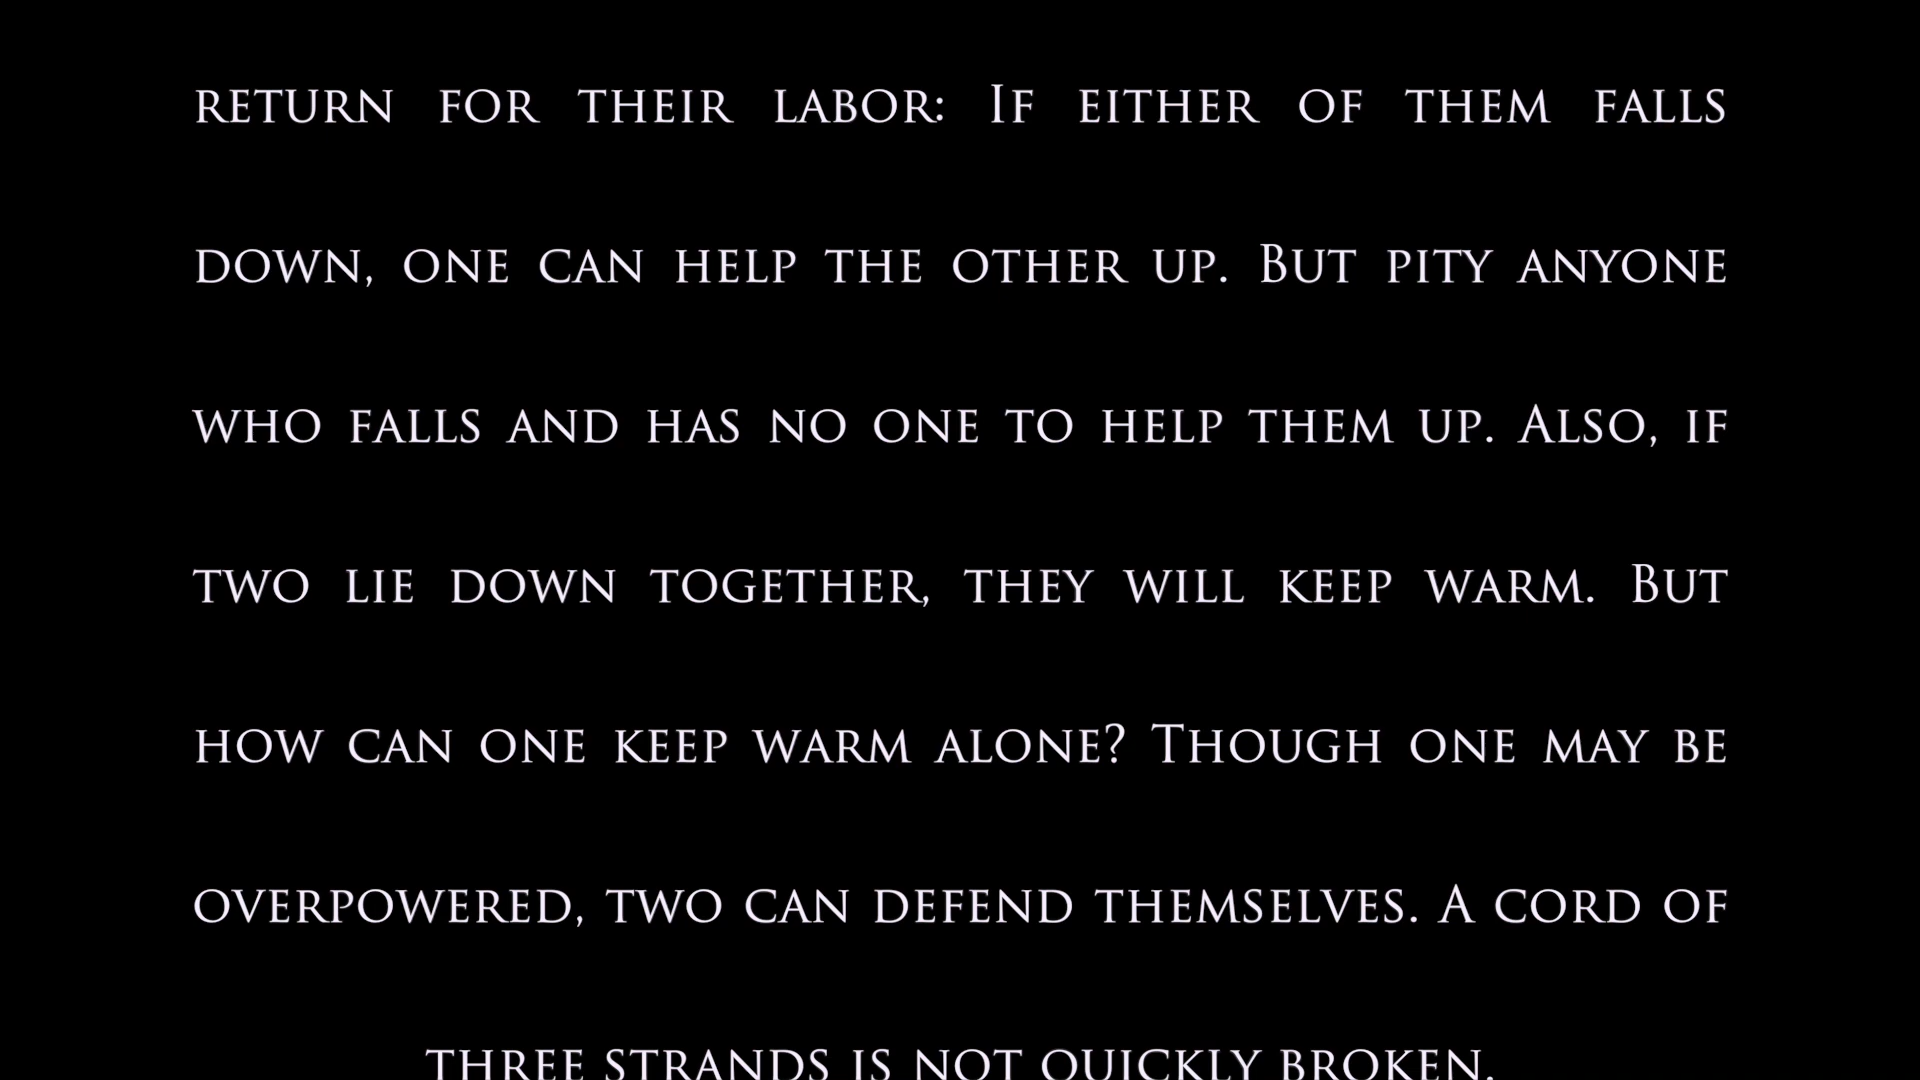 return for their labor: If either of them falls
down, one can help the other up. But pity anyone
who falls and has no one to help them up. Also, if
two lie down together, they will keep warm. But
how can one keep warm alone? Though one may be
overpowered, two can defend themselves. A cord of
three strands is not quickly broken.